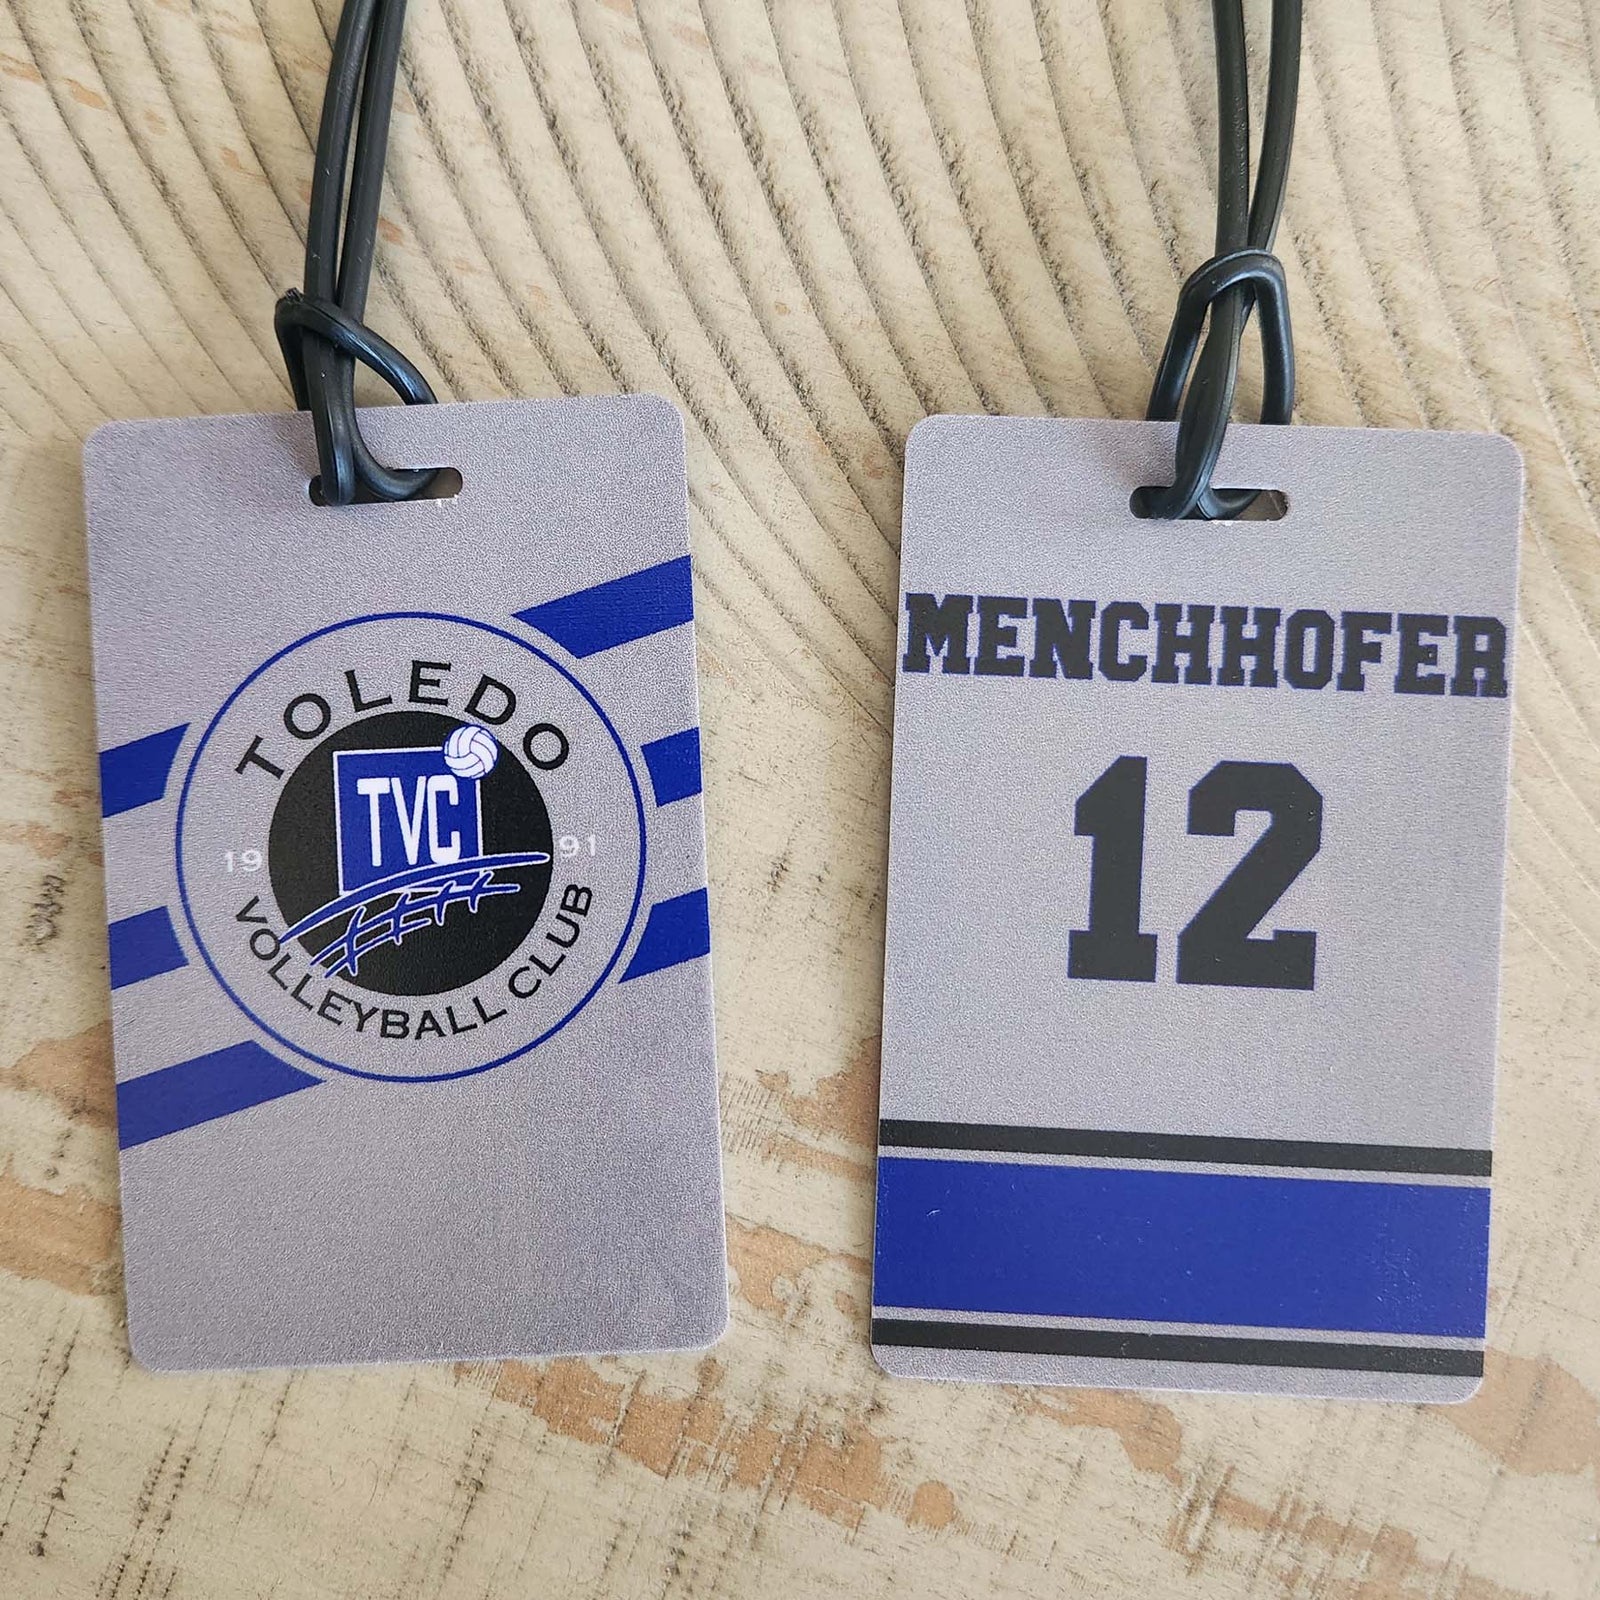 TOLEDO
TVC
19 91
VOLLEYBALL CLUB
MENCHHOFER
12